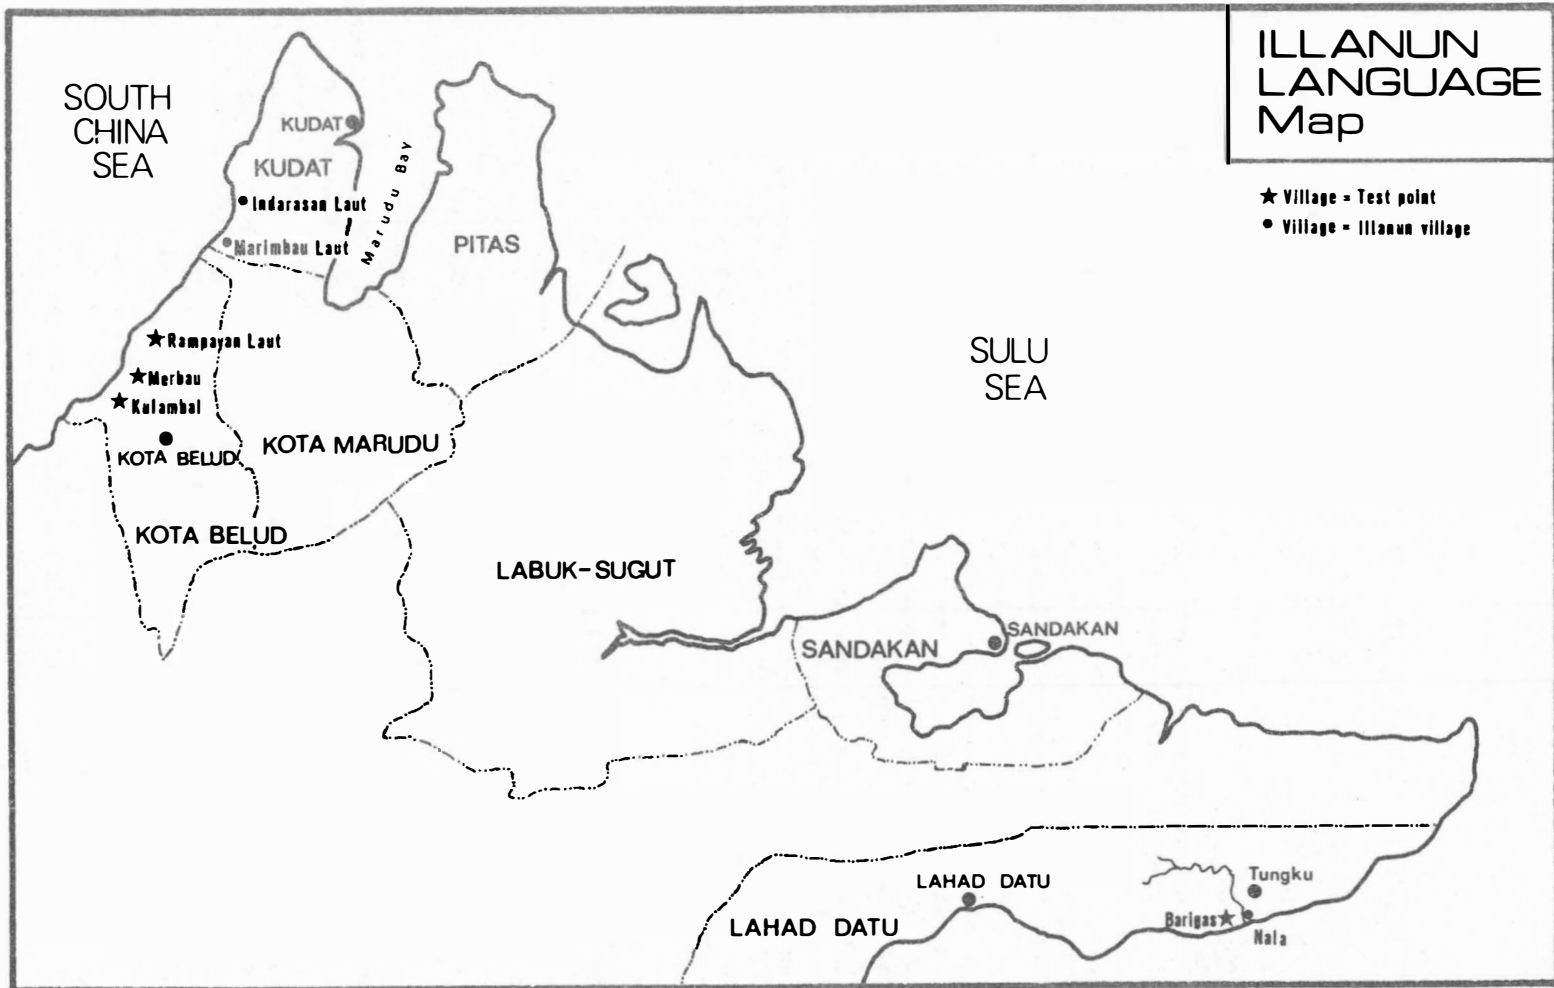 ILLANUN
LANGUAGE
Map
★ Village = Test point
● Village = Illanun village
SOUTH
CHINA
SEA
KUDAT
KUDAT
Indarasan Laut
Marimbau Laut
Marudu Bay
PITAS
Rampayan Laut
Merbau
Kulambal
KOTA BELUD
KOTA MARUDU
KOTA BELUD
SULU
SEA
LABUK-SUGUT
SANDAKAN
SANDAKAN
LAHAD DATU
LAHAD DATU
Tungku
Barigas
Nala